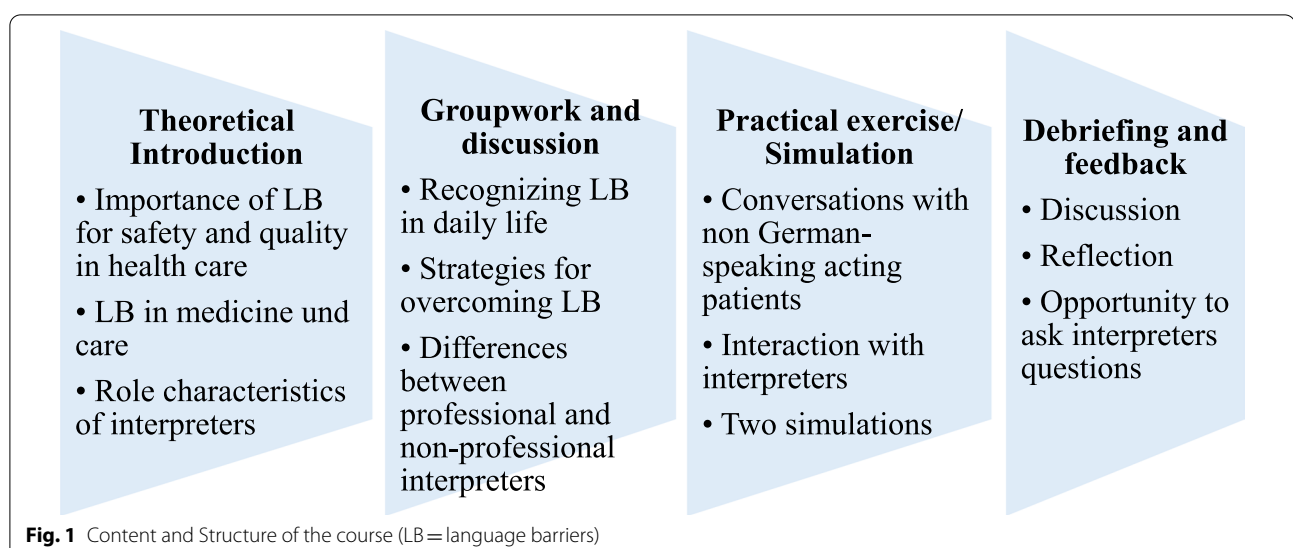 Theoretical
Introduction
• Importance of LB
for safety and quality
in health care
• LB in medicine und
care
• Role characteristics
of interpreters
Groupwork and
discussion
• Recognizing LB
in daily life
• Strategies for
overcoming LB
• Differences
between
professional and
non-professional
interpreters
Practical exercise/
Simulation
• Conversations with
non German-
speaking acting
patients
• Interaction with
interpreters
• Two simulations
Debriefing and
feedback
• Discussion
• Reflection
• Opportunity to
ask interpreters
questions
Fig. 1 Content and Structure of the course (LB = language barriers)